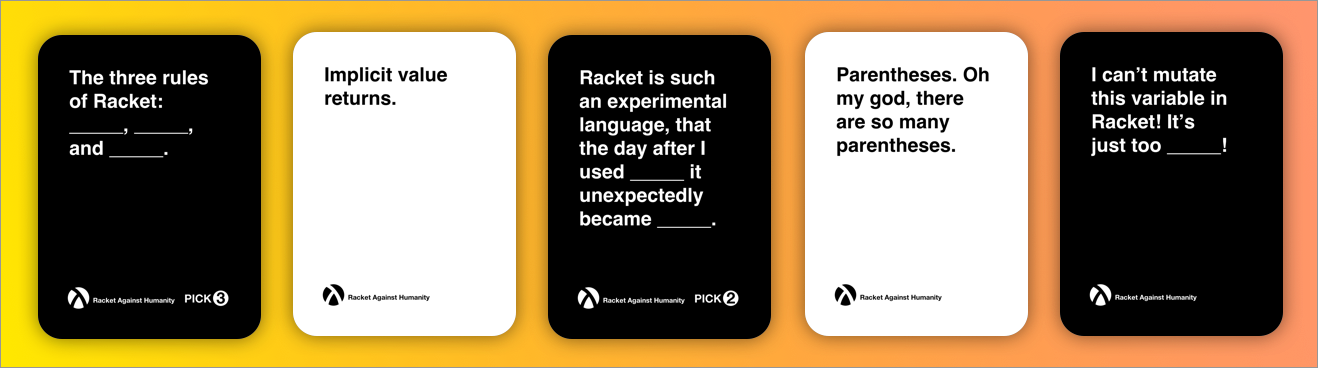 The three rules
of Racket:
_____, _____,
and _____.
Racket Against Humanity PICK 3
Implicit value
returns.
Racket Against Humanity
Racket is such
an experimental
language, that
the day after I
used _____ it
unexpectedly
became _____.
Racket Against Humanity PICK 2
Parentheses. Oh
my god, there
are so many
parentheses.
Racket Against Humanity
I can’t mutate
this variable in
Racket! It’s
just too _____!
Racket Against Humanity